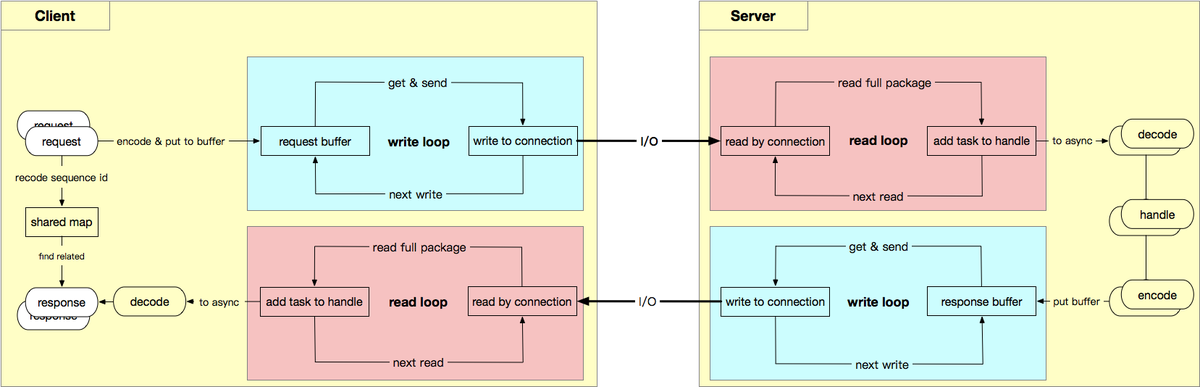 Client
request
request
encode & put to buffer
recode sequence id
shared map
find related
response
response
decode
to async
get & send
request buffer
write loop
write to connection
next write
read full package
add task to handle
read loop
read by connection
next read
I/O
I/O
Server
read full package
read by connection
read loop
add task to handle
next read
to async
decode
handle
encode
put buffer
get & send
write to connection
write loop
response buffer
next write